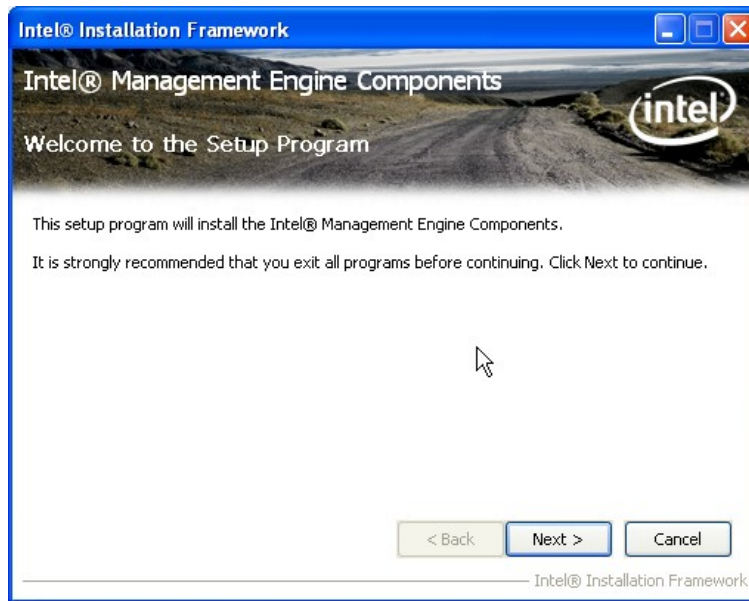 Intel® Installation Framework
Intel® Management Engine Components
intel
Welcome to the Setup Program
This setup program will install the Intel® Management Engine Components.
It is strongly recommended that you exit all programs before continuing. Click Next to continue.
< Back Next > Cancel
Intel® Installation Framework